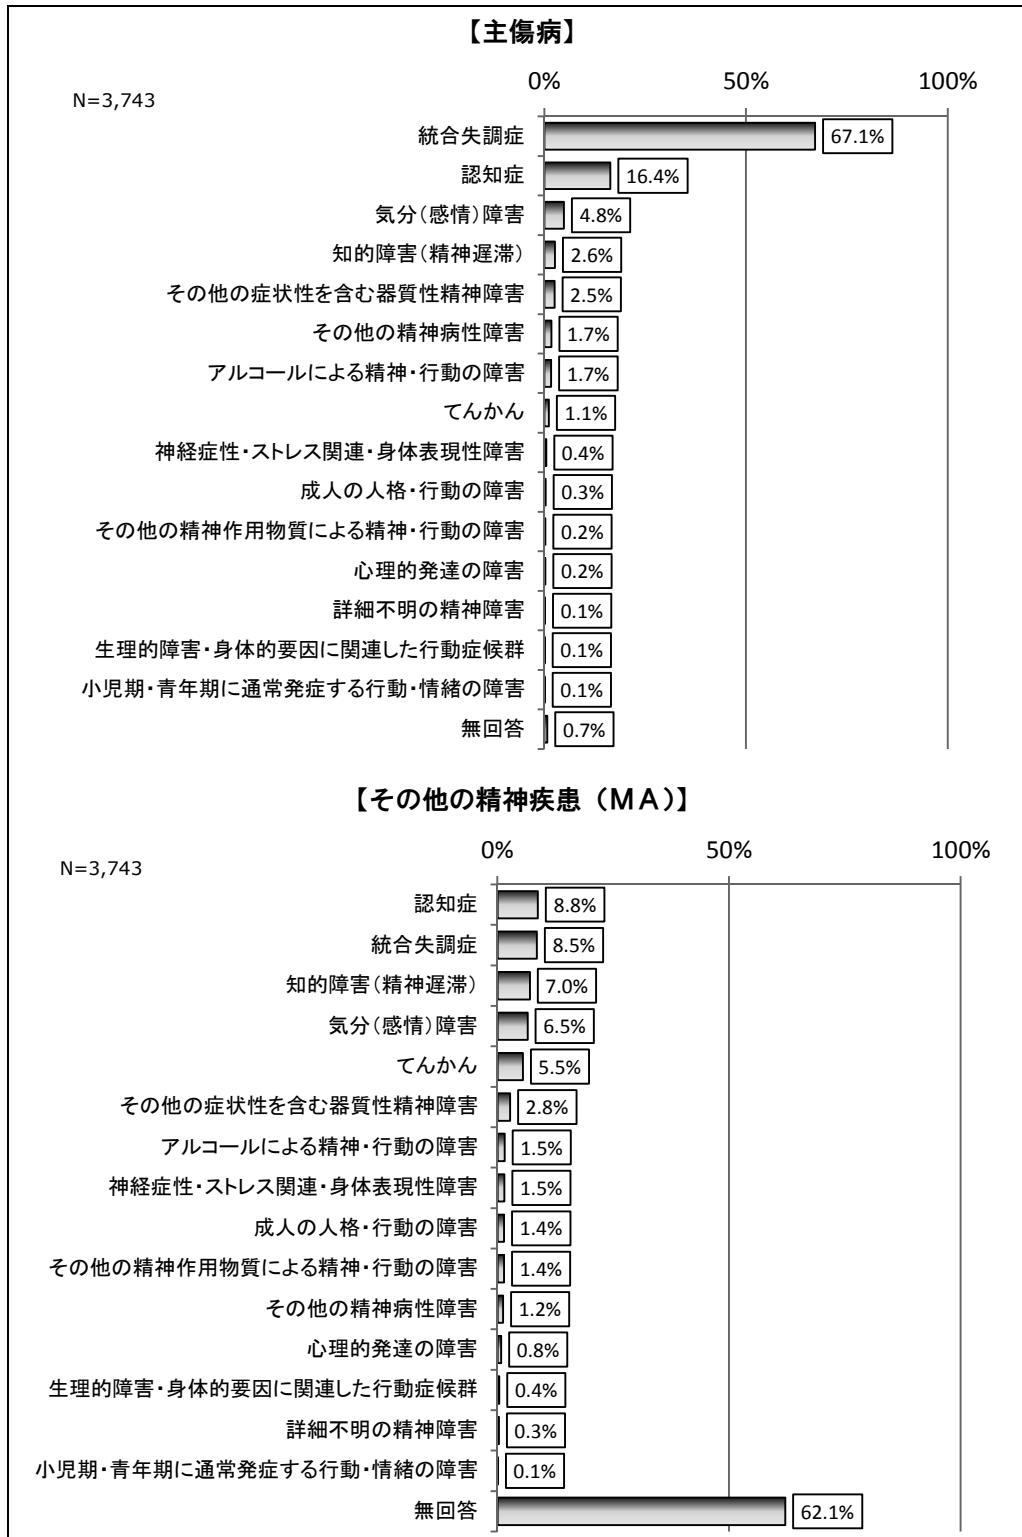 【主傷病】
0% 50% 100%
N=3,743
統合失調症 67.1%
認知症 16.4%
気分(感情)障害 4.8%
知的障害(精神遅滞) 2.6%
その他の症状性を含む器質性精神障害 2.5%
その他の精神病性障害 1.7%
アルコールによる精神・行動の障害 1.7%
てんかん 1.1%
神経症性・ストレス関連・身体表現性障害 0.4%
成人の人格・行動の障害 0.3%
その他の精神作用物質による精神・行動の障害 0.2%
心理的発達の障害 0.2%
詳細不明の精神障害 0.1%
生理的障害・身体的要因に関連した行動症候群 0.1%
小児期・青年期に通常発症する行動・情緒の障害 0.1%
無回答 0.7%
【その他の精神疾患(MA)】
0% 50% 100%
N=3,743
認知症 8.8%
統合失調症 8.5%
知的障害(精神遅滞) 7.0%
気分(感情)障害 6.5%
てんかん 5.5%
その他の症状性を含む器質性精神障害 2.8%
アルコールによる精神・行動の障害 1.5%
神経症性・ストレス関連・身体表現性障害 1.5%
成人の人格・行動の障害 1.4%
その他の精神作用物質による精神・行動の障害 1.4%
その他の精神病性障害 1.2%
心理的発達の障害 0.8%
生理的障害・身体的要因に関連した行動症候群 0.4%
詳細不明の精神障害 0.3%
小児期・青年期に通常発症する行動・情緒の障害 0.1%
無回答 62.1%